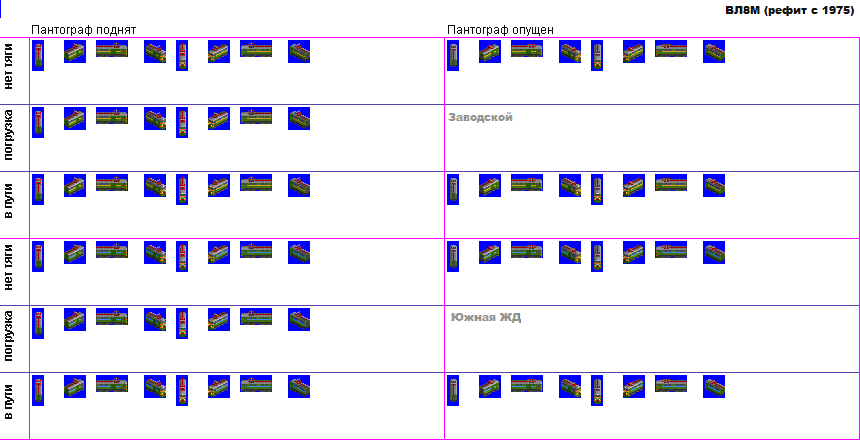 ВЛ8М (рефит с 1975)
Пантограф поднят
Пантограф опущен
нет тяги
погрузка
Заводской
в пути
нет тяги
погрузка
Южная ЖД
в пути